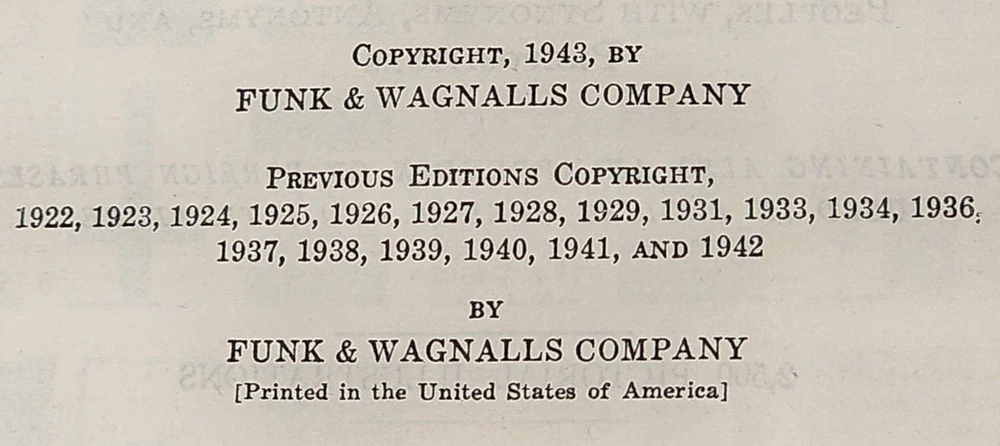 COPYRIGHT, 1943, BY
FUNK & WAGNALLS COMPANY
PREVIOUS EDITIONS COPYRIGHT,
1922, 1923, 1924, 1925, 1926, 1927, 1928, 1929, 1931, 1933, 1934, 1936,
1937, 1938, 1939, 1940, 1941, AND 1942
BY
FUNK & WAGNALLS COMPANY
[Printed in the United States of America]